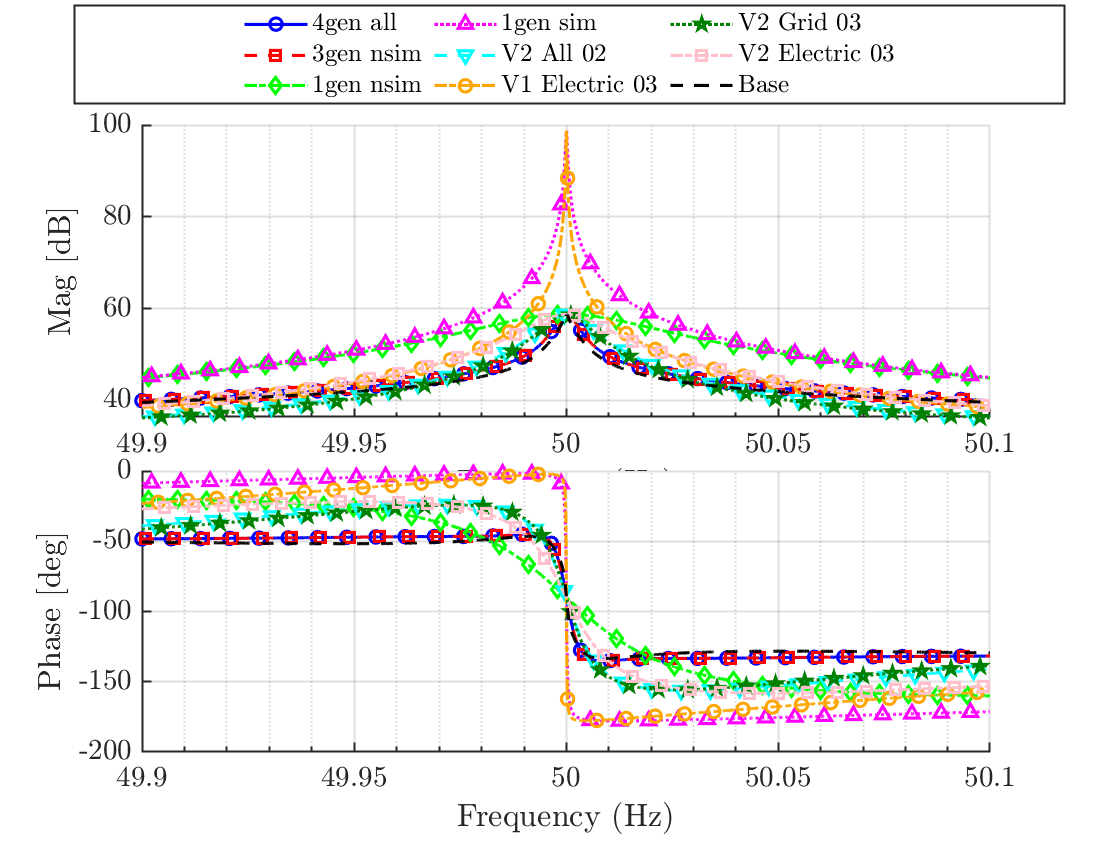 4gen all 1gen sim V2 Grid 03
3gen nsim V2 All 02 V2 Electric 03
1gen nsim V1 Electric 03 Base
100
80
60
40
Mag [dB]
49.9 49.95 50 50.05 50.1
0
-50
-100
-150
-200
Phase [deg]
49.9 49.95 50 50.05 50.1
Frequency (Hz)